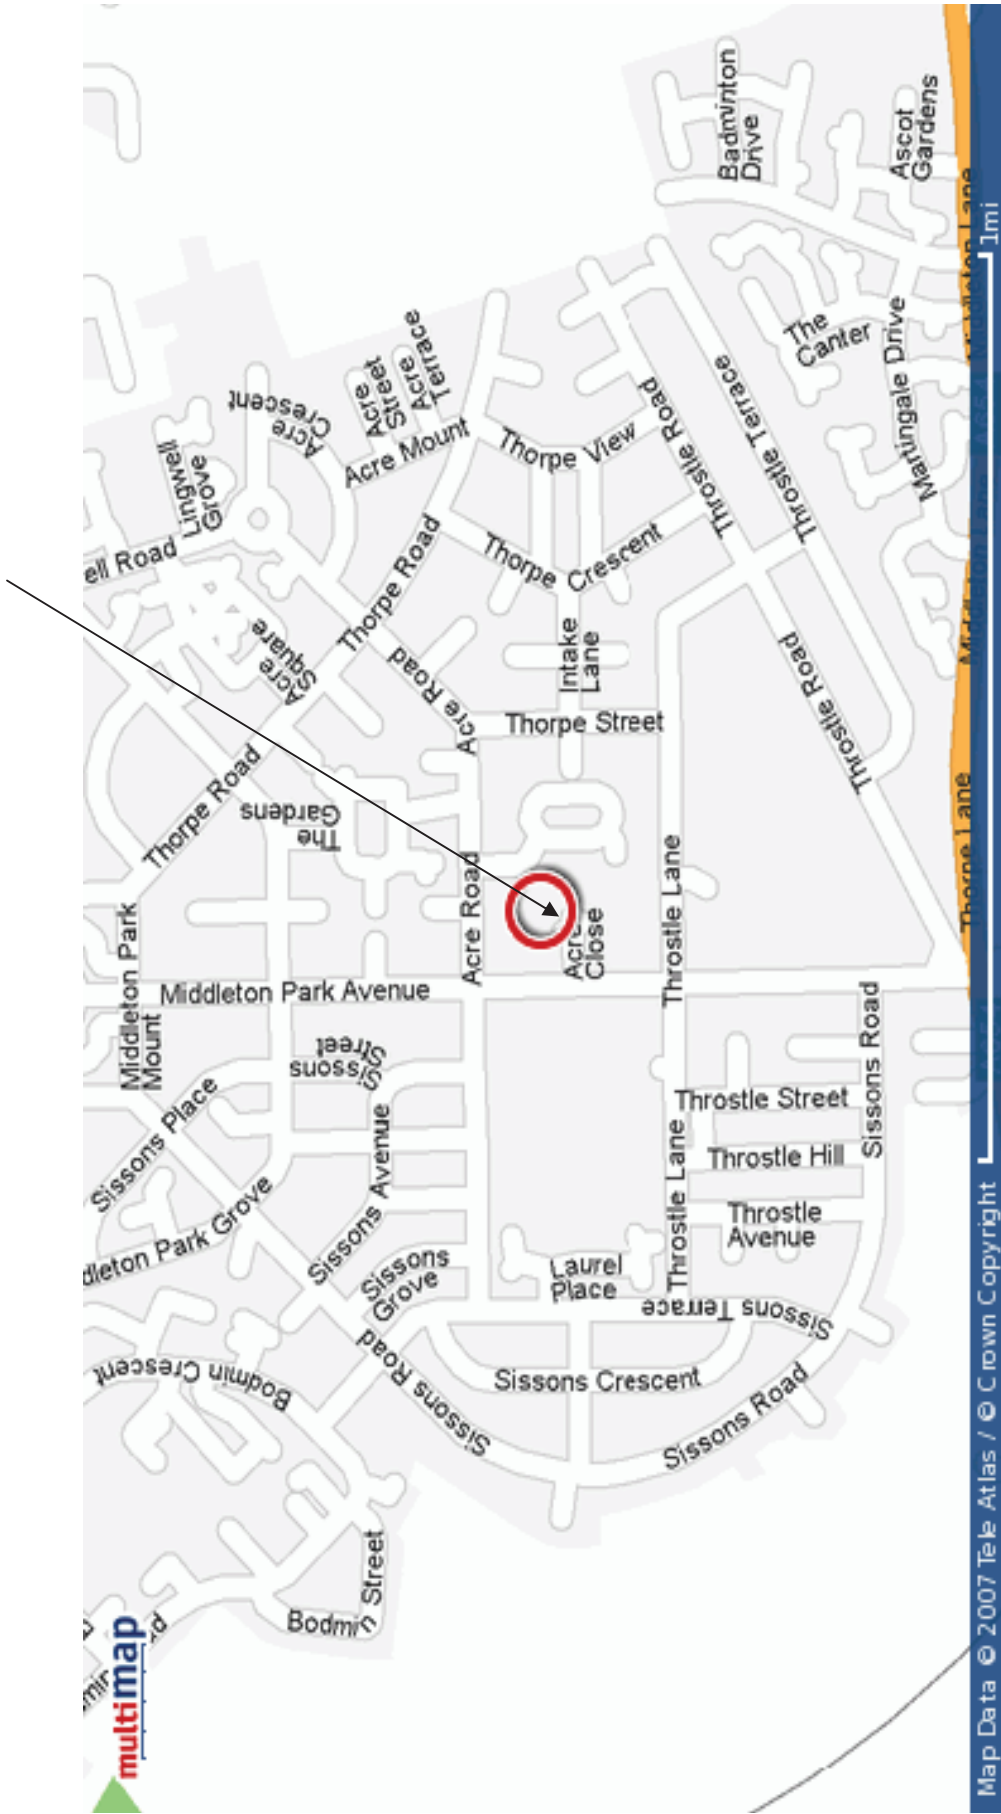 Badminton
Drive
Ascot
Gardens
Lingwell
Grove
Acre
Crescent
Acre
Street
Acre
Terrace
The
Canter
Martingale Drive
ell Road
Acre Mount
Thorpe View
Throstle Road
Throstle Terrace
Acre
Square
Thorpe Road
Thorpe
Crescent
Throstle
Acre Road
Intake
Lane
Throstle Road
Thorpe Road
Thorpe Street
The
Gardens
Middleton Park
Mount
Acre Road
Acre
Close
Throstle Lane
Thorpe Lane
Middleton Park Avenue
Sissons
Street
Sissons Place
Sissons Avenue
Throstle Street
Sissons Road
Throstle Lane
Throstle Hill
Throstle
Avenue
dleton Park Grove
Sissons
Grove
Laurel
Place
Sissons Terrace
Bodmin Crescent
Sissons Road
Sissons Crescent
Sissons Road
Bodmin Street
multimap
Middleton Lane
1mi
Map Data © 2007 Tele Atlas / © Crown Copyright